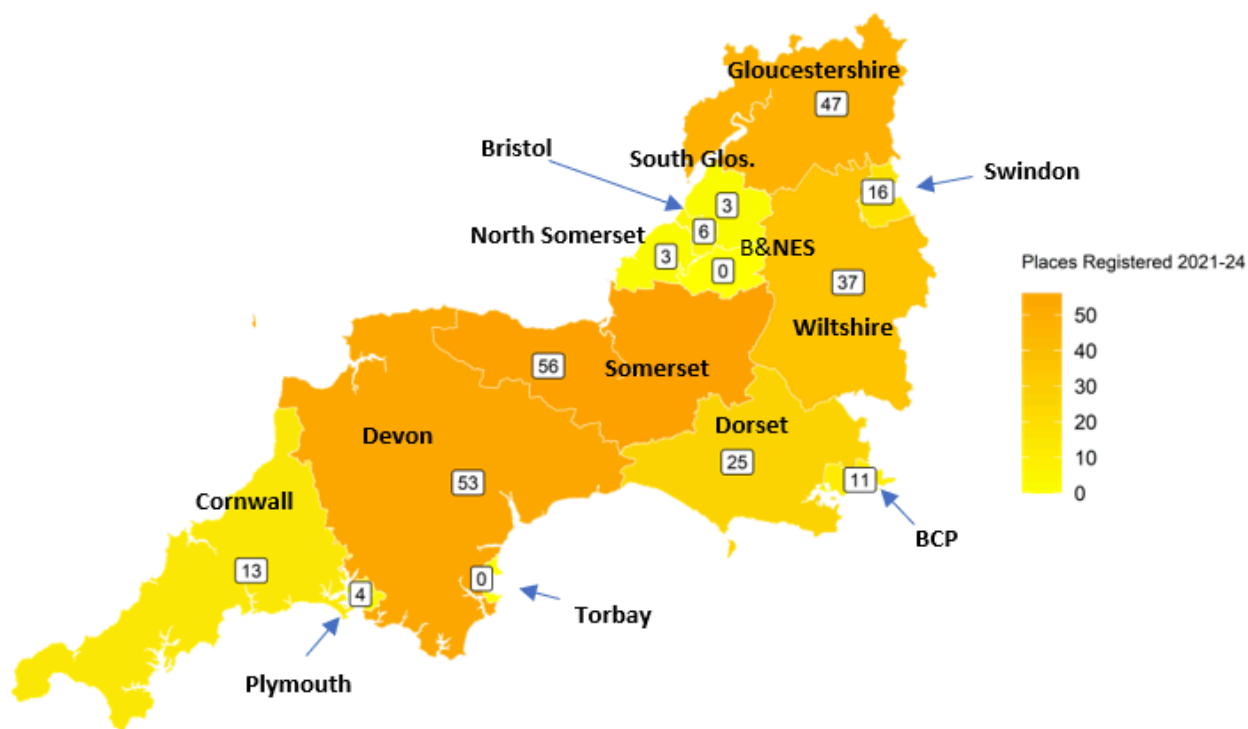 Gloucestershire
47
Bristol
South Glos.
Swindon
16
3
North Somerset
6
B&NES
3
0
Places Registered 2021-24
37
50
Wiltshire
40
56
Somerset
30
20
Dorset
Devon
10
25
53
11
0
Cornwall
BCP
13
0
4
Torbay
Plymouth